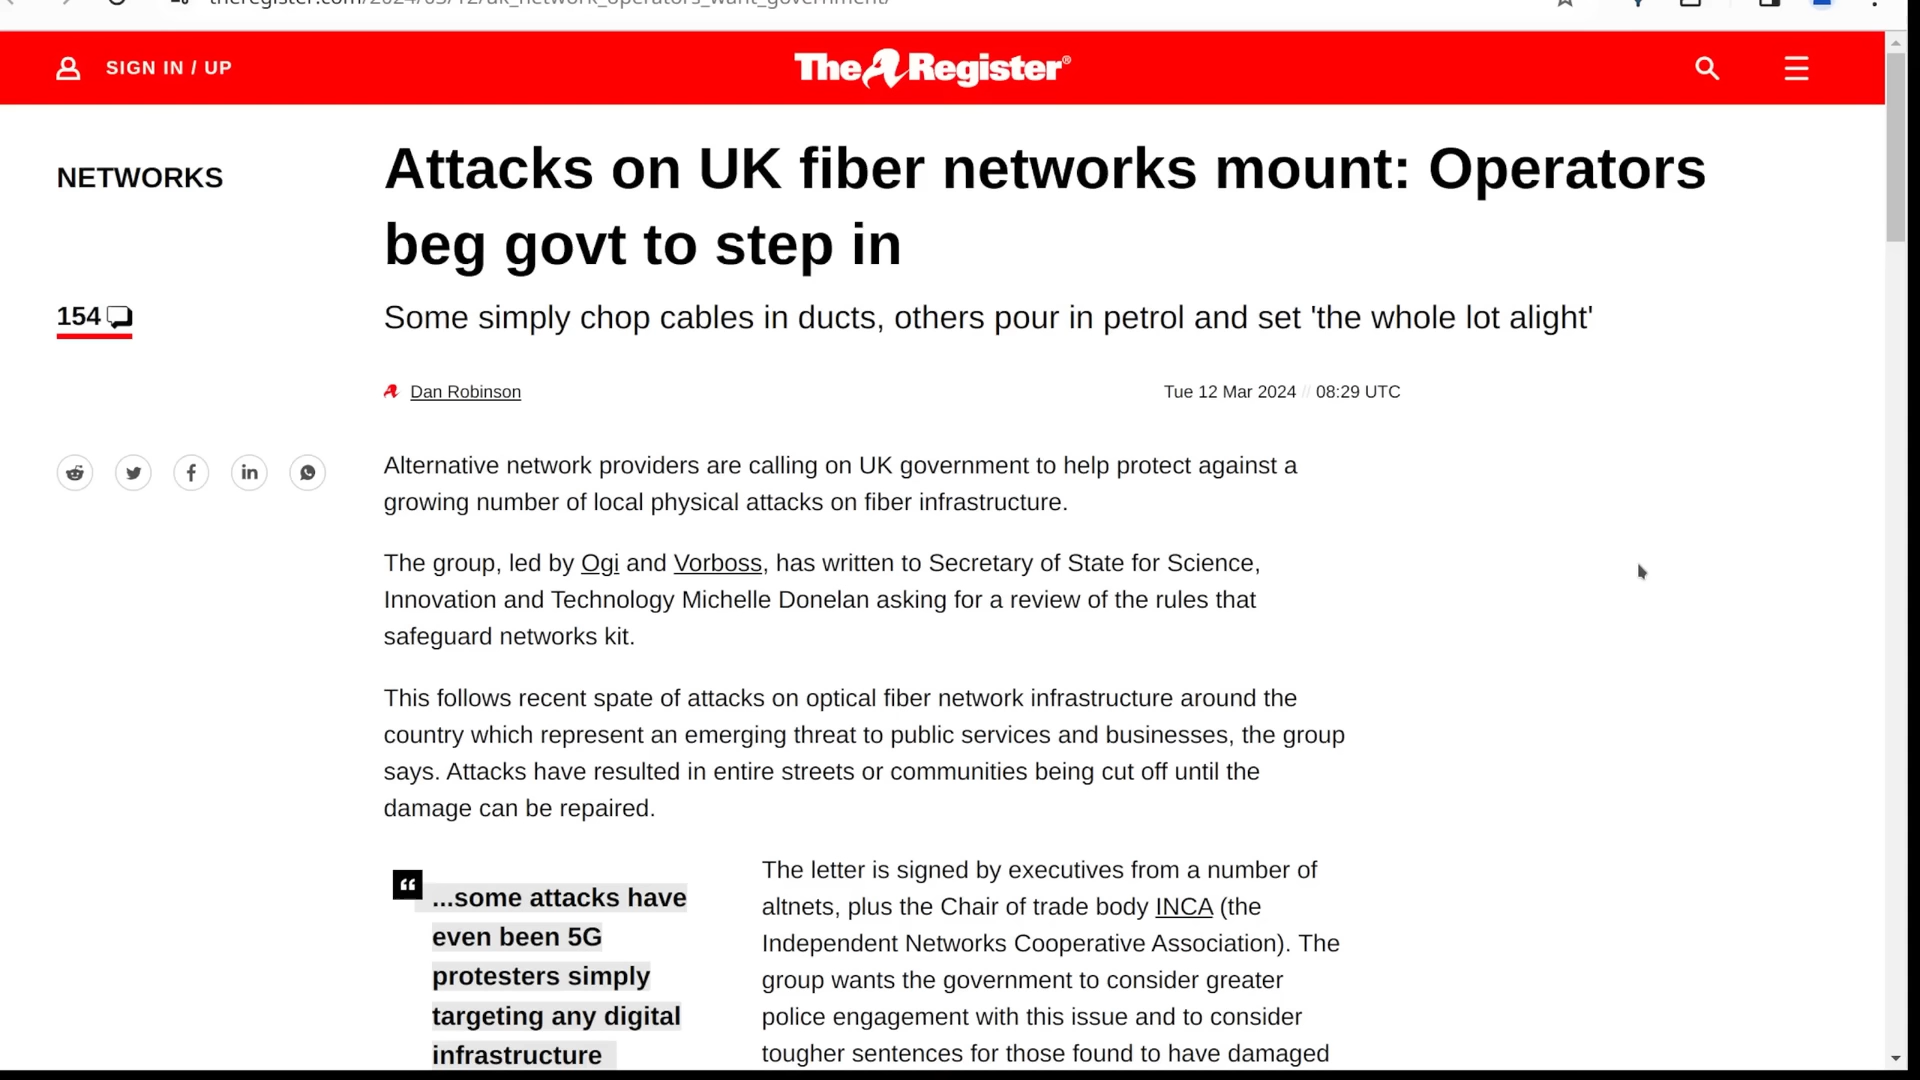 theregister.com/2024/03/12/uk_network_operators_want_government/
SIGN IN / UP
The Register®
NETWORKS
Attacks on UK fiber networks mount: Operators
beg govt to step in
154
Some simply chop cables in ducts, others pour in petrol and set 'the whole lot alight'
Dan Robinson
Tue 12 Mar 2024 // 08:29 UTC
Alternative network providers are calling on UK government to help protect against a
growing number of local physical attacks on fiber infrastructure.
The group, led by Ogi and Vorboss, has written to Secretary of State for Science,
Innovation and Technology Michelle Donelan asking for a review of the rules that
safeguard networks kit.
This follows recent spate of attacks on optical fiber network infrastructure around the
country which represent an emerging threat to public services and businesses, the group
says. Attacks have resulted in entire streets or communities being cut off until the
damage can be repaired.
“ ...some attacks have
even been 5G
protesters simply
targeting any digital
infrastructure
The letter is signed by executives from a number of
altnets, plus the Chair of trade body INCA (the
Independent Networks Cooperative Association). The
group wants the government to consider greater
police engagement with this issue and to consider
tougher sentences for those found to have damaged